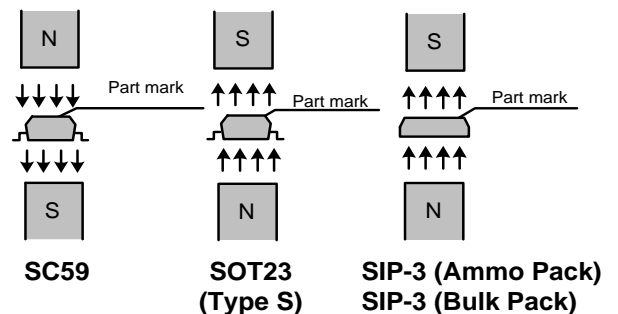 N
S
S
Part mark
Part mark
Part mark
S
N
N
SC59
SOT23
(Type S)
SIP-3 (Ammo Pack)
SIP-3 (Bulk Pack)